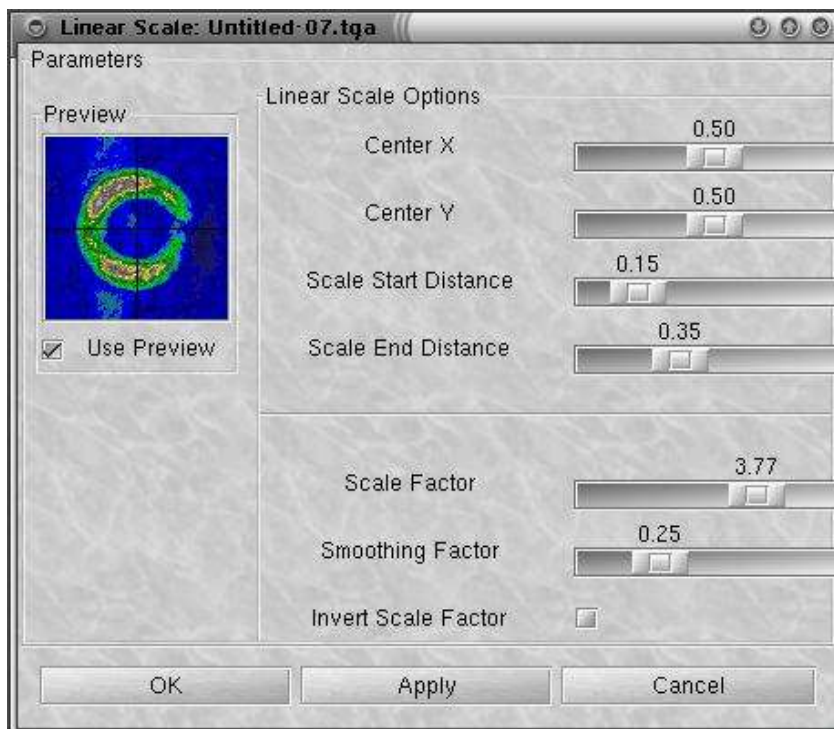 Linear Scale: Untitled-07.tga
Parameters
Preview
Use Preview
Linear Scale Options
Center X
0.50
Center Y
0.50
Scale Start Distance
0.15
Scale End Distance
0.35
Scale Factor
3.77
Smoothing Factor
0.25
Invert Scale Factor
OK
Apply
Cancel